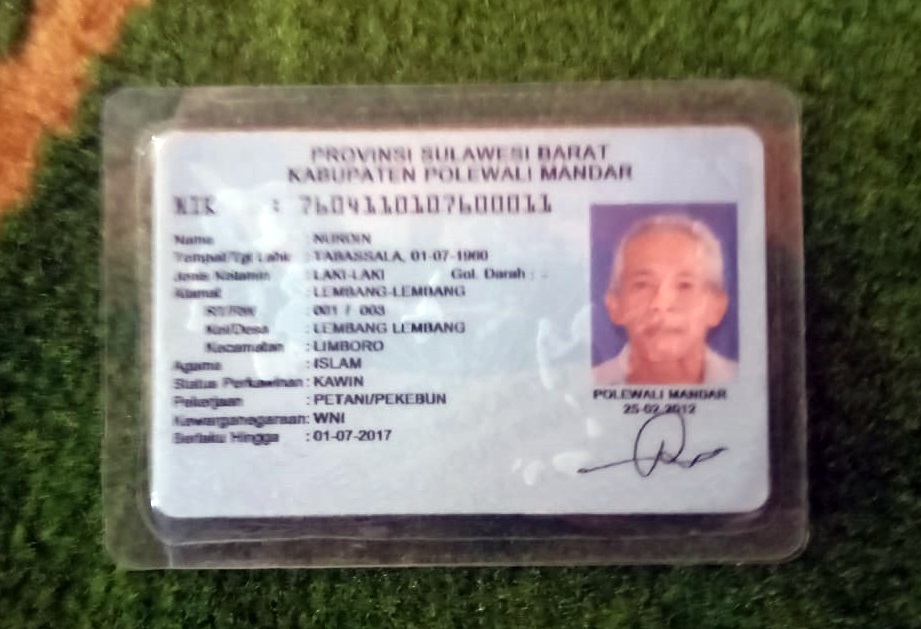 PROVINSI SULAWESI BARAT
KABUPATEN POLEWALI MANDAR
NIK : 7604110107600011
Nama : NURDIN
Tempat/Tgl Lahir : TABASSALA, 01-07-1960
Jenis Kelamin : LAKI-LAKI Gol. Darah : -
Alamat : LEMBANG-LEMBANG
RT/RW : 001 / 003
Kel/Desa : LEMBANG LEMBANG
Kecamatan : LIMBORO
Agama : ISLAM
Status Perkawinan : KAWIN
Pekerjaan : PETANI/PEKEBUN
Kewarganegaraan: WNI
Berlaku Hingga : 01-07-2017
POLEWALI MANDAR
25-02-2012